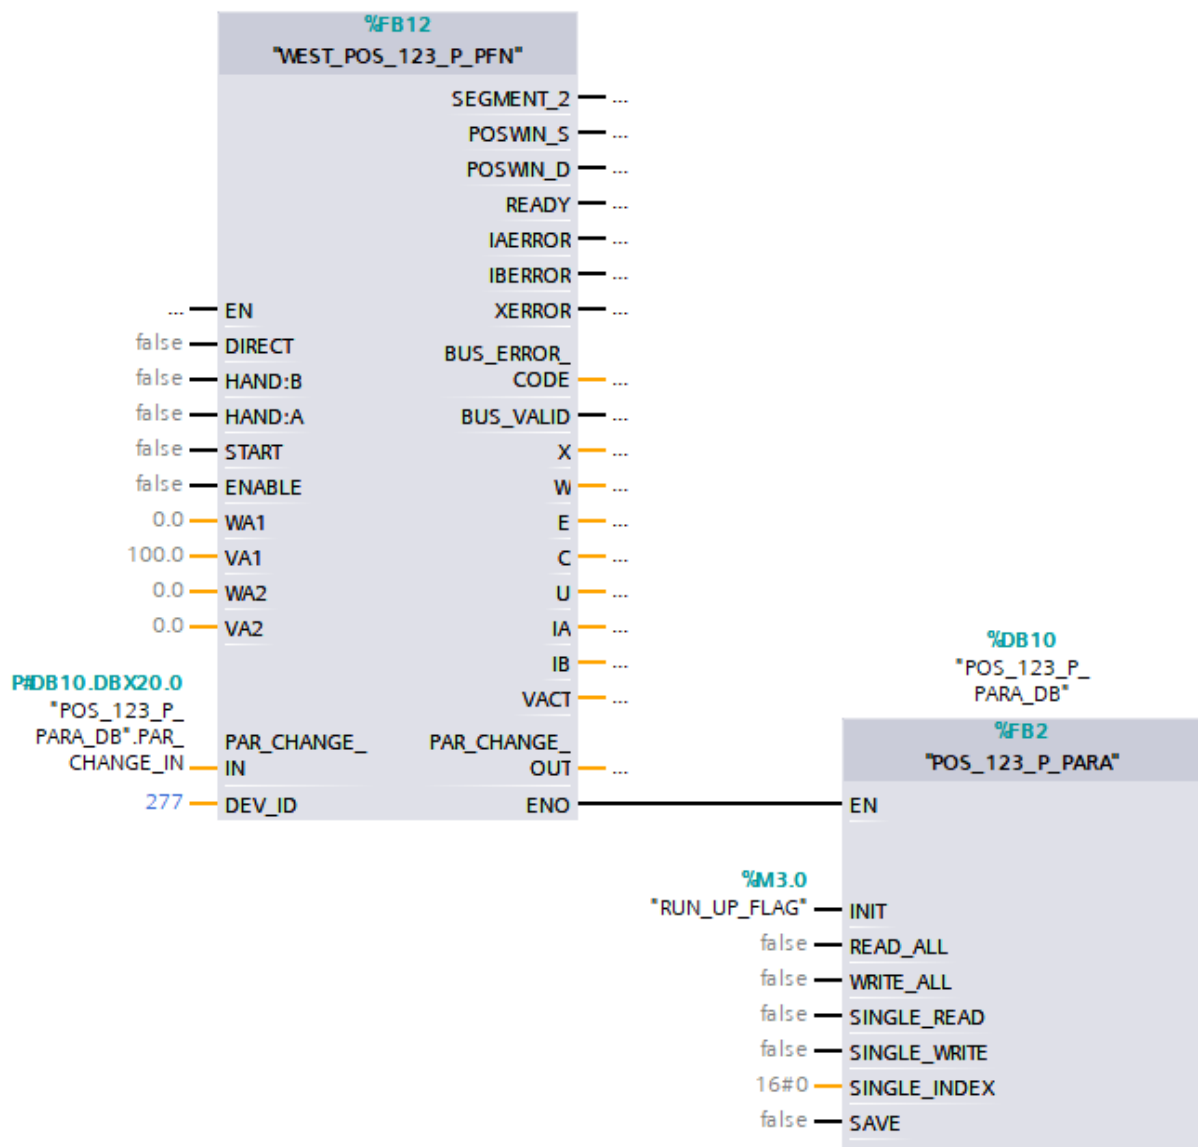 %FB12
"WEST_POS_123_P_PFN"
SEGMENT_2 ...
POSWIN_S ...
POSWIN_D ...
READY ...
IAERROR ...
IBERROR ...
... EN XERROR ...
false DIRECT BUS_ERROR_
false HAND:B CODE ...
false HAND:A BUS_VALID ...
false START X ...
false ENABLE W ...
0.0 WA1 E ...
100.0 VA1 C ...
0.0 WA2 U ...
0.0 VA2 IA ...
IB ...
VACT ...
P#DB10.DBX20.0
"POS_123_P_
PARA_DB".PAR_ PAR_CHANGE_ PAR_CHANGE_
CHANGE_IN IN OUT ...
277 DEV_ID ENO
%DB10
"POS_123_P_
PARA_DB"
%FB2
"POS_123_P_PARA"
EN
%M3.0
"RUN_UP_FLAG" INIT
false READ_ALL
false WRITE_ALL
false SINGLE_READ
false SINGLE_WRITE
16#0 SINGLE_INDEX
false SAVE